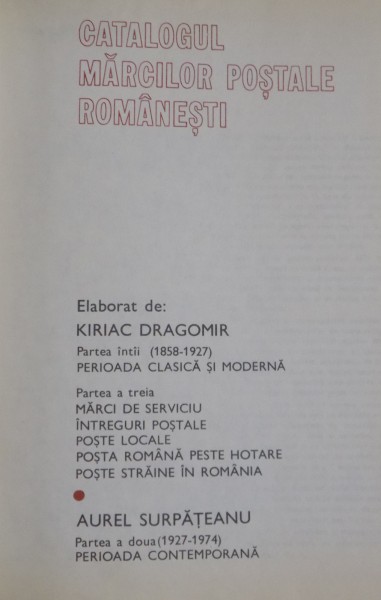 CATALOGUL
MĂRCILOR POȘTALE
ROMÂNEȘTI
Elaborat de:
KIRIAC DRAGOMIR
Partea întîi (1858-1927)
PERIOADA CLASICĂ ȘI MODERNĂ
Partea a treia
MĂRCI DE SERVICIU
ÎNTREGURI POȘTALE
POȘTE LOCALE
POȘTA ROMÂNĂ PESTE HOTARE
POȘTE STRĂINE ÎN ROMÂNIA
AUREL SURPĂȚEANU
Partea a doua(1927-1974)
PERIOADA CONTEMPORANĂ